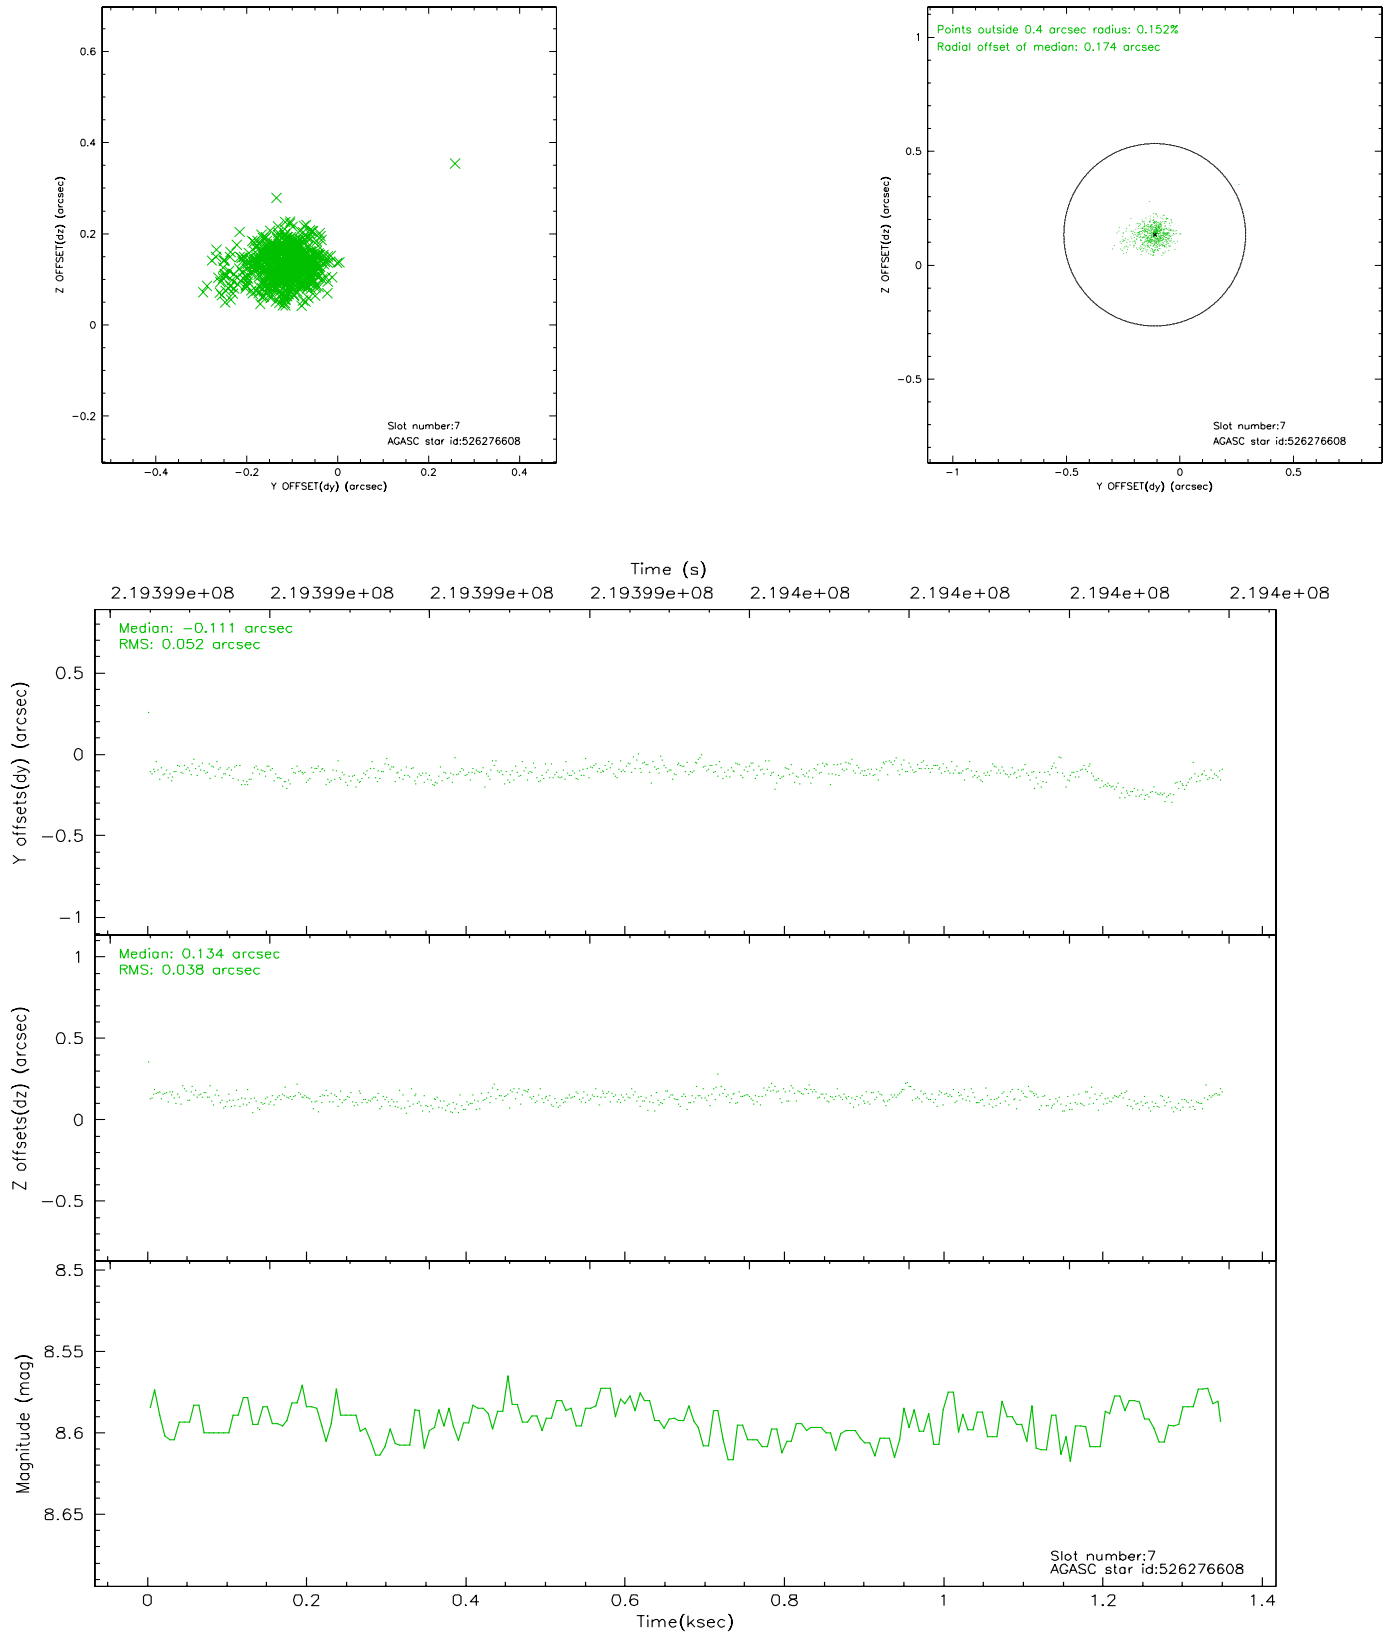 0.6
0.4
0.2
0
−0.2
−0.4
−0.2
0
0.2
0.4
Z OFFSET(dz) (arcsec)
Y OFFSET(dy) (arcsec)
Slot number:7
AGASC star id:526276608
Points outside 0.4 arcsec radius: 0.152%
Radial offset of median: 0.174 arcsec
1
0.5
0
−0.5
−1
−0.5
0
0.5
Z OFFSET(dz) (arcsec)
Y OFFSET(dy) (arcsec)
Slot number:7
AGASC star id:526276608
Time (s)
2.19399e+08 2.19399e+08 2.19399e+08 2.19399e+08 2.194e+08 2.194e+08 2.194e+08 2.194e+08
Median: −0.111 arcsec
RMS: 0.052 arcsec
0.5
0
−0.5
−1
Y offsets(dy) (arcsec)
Median: 0.134 arcsec
RMS: 0.038 arcsec
1
0.5
0
−0.5
Z offsets(dz) (arcsec)
8.5
8.55
8.6
8.65
Magnitude (mag)
Slot number:7
AGASC star id:526276608
0 0.2 0.4 0.6 0.8 1 1.2 1.4
Time(ksec)